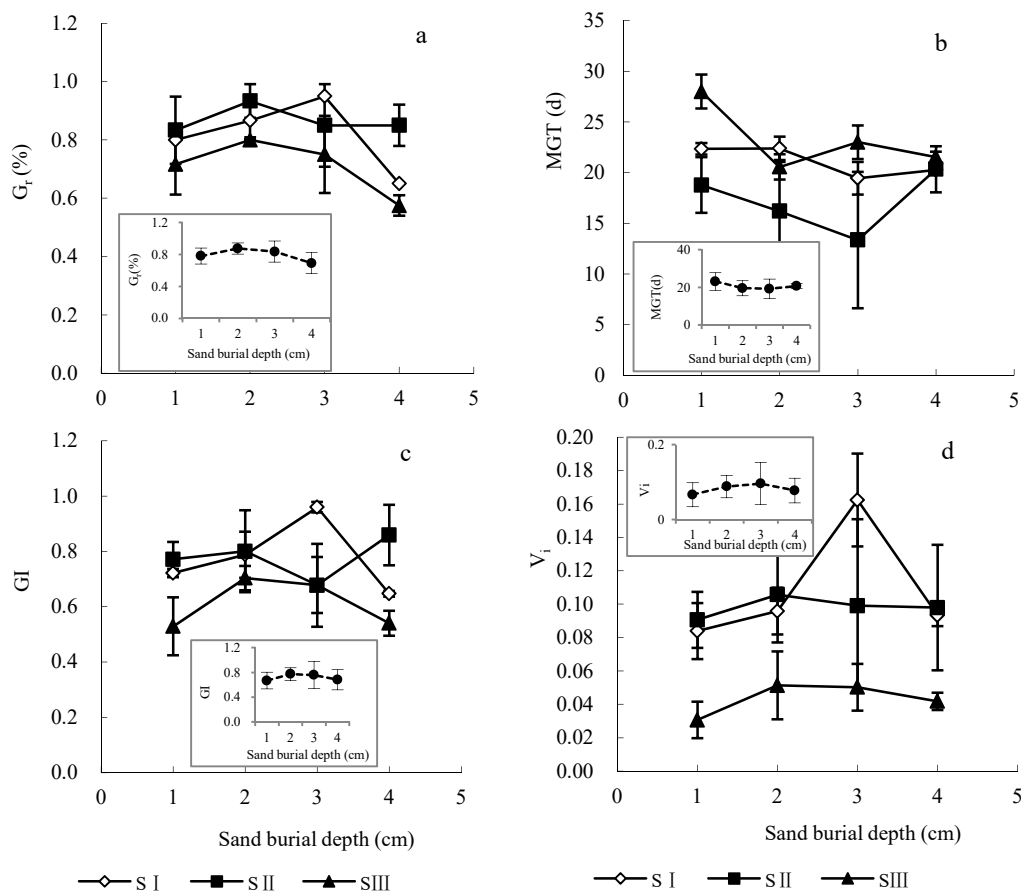 a
G_r (%)
1.2
1.0
0.8
0.6
0.4
0.2
0.0
0 1 2 3 4 5
G_r(%)
1.2
0.8
0.4
0.0
1 2 3 4
Sand burial depth (cm)
b
MGT (d)
35
30
25
20
15
10
5
0
0 1 2 3 4 5
MGT(d)
40
20
0
1 2 3 4
Sand burial depth (cm)
c
GI
1.2
1.0
0.8
0.6
0.4
0.2
0.0
0 1 2 3 4 5
Sand burial depth (cm)
GI
1.2
0.8
0.4
0.0
1 2 3 4
Sand burial depth (cm)
d
V_i
0.20
0.18
0.16
0.14
0.12
0.10
0.08
0.06
0.04
0.02
0.00
0 1 2 3 4 5
Sand burial depth (cm)
Vi
0.2
0
1 2 3 4
Sand burial depth (cm)
S Ⅰ S Ⅱ SⅢ
S Ⅰ S Ⅱ SⅢ